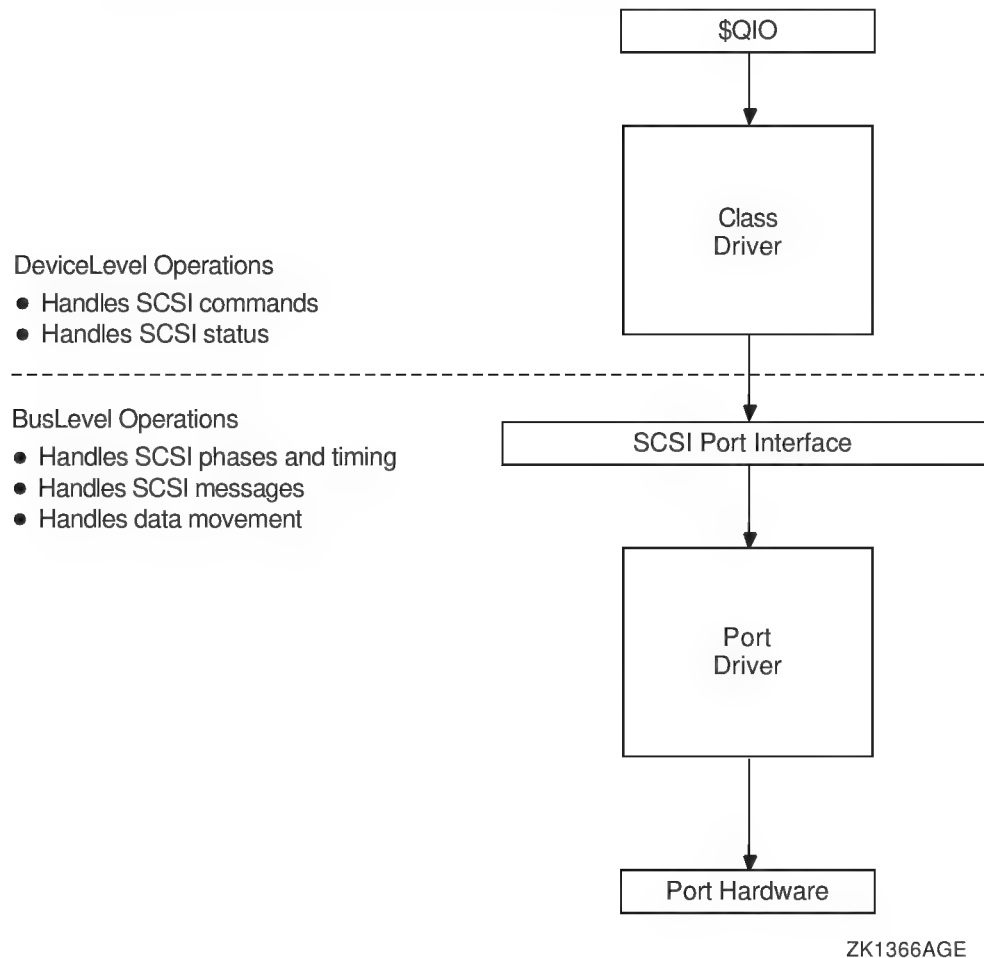 $QIO
Class
Driver
DeviceLevel Operations
• Handles SCSI commands
• Handles SCSI status
BusLevel Operations
• Handles SCSI phases and timing
• Handles SCSI messages
• Handles data movement
SCSI Port Interface
Port
Driver
Port Hardware
ZK1366AGE